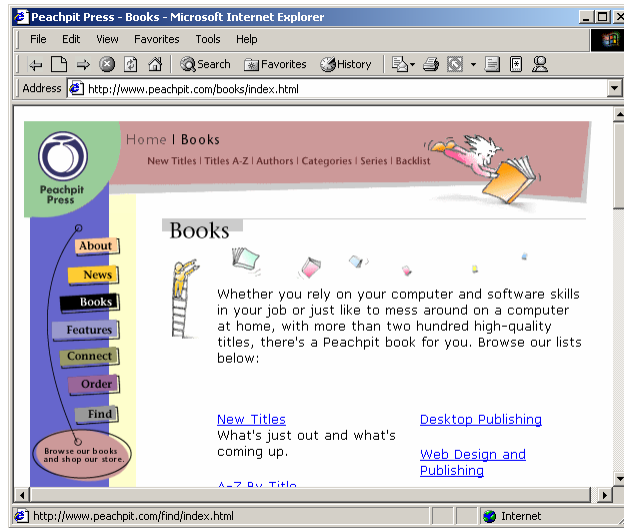 Peachpit Press - Books - Microsoft Internet Explorer
File Edit View Favorites Tools Help
Search Favorites History
Address http://www.peachpit.com/books/index.html
Home | Books
New Titles | Titles A-Z | Authors | Categories | Series | Backlist
Peachpit
Press
Books
About
News
Books
Features
Connect
Order
Find
Browse our books
and shop our store.
Whether you rely on your computer and software skills
in your job or just like to mess around on a computer
at home, with more than two hundred high-quality
titles, there's a Peachpit book for you. Browse our lists
below:
New Titles
What's just out and what's
coming up.
A-Z By Title
Desktop Publishing
Web Design and
Publishing
http://www.peachpit.com/find/index.html
Internet